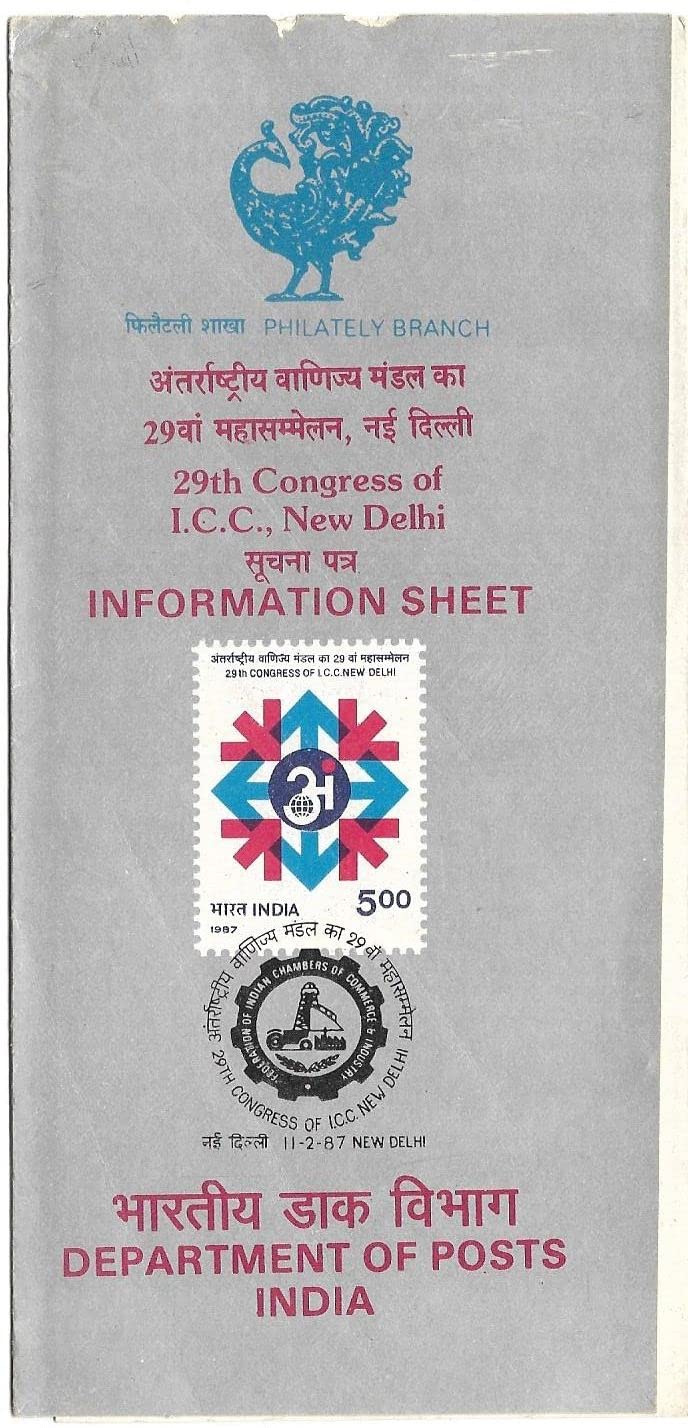 फिलैटली शाखा PHILATELY BRANCH
अंतर्राष्ट्रीय वाणिज्य मंडल का
29वां महासम्मेलन, नई दिल्ली
29th Congress of
I.C.C., New Delhi
सूचना पत्र
INFORMATION SHEET
अंतर्राष्ट्रीय वाणिज्य मंडल का 29 वां महासम्मेलन
29th CONGRESS OF I.C.C. NEW DELHI
भारत INDIA 500
1987
अंतर्राष्ट्रीय वाणिज्य मंडल का 29 वाँ महासम्मेलन
FEDERATION OF INDIAN CHAMBERS OF COMMERCE & INDUSTRY
29TH CONGRESS OF I.C.C. NEW DELHI
नई दिल्ली 11-2-87 NEW DELHI
भारतीय डाक विभाग
DEPARTMENT OF POSTS
INDIA